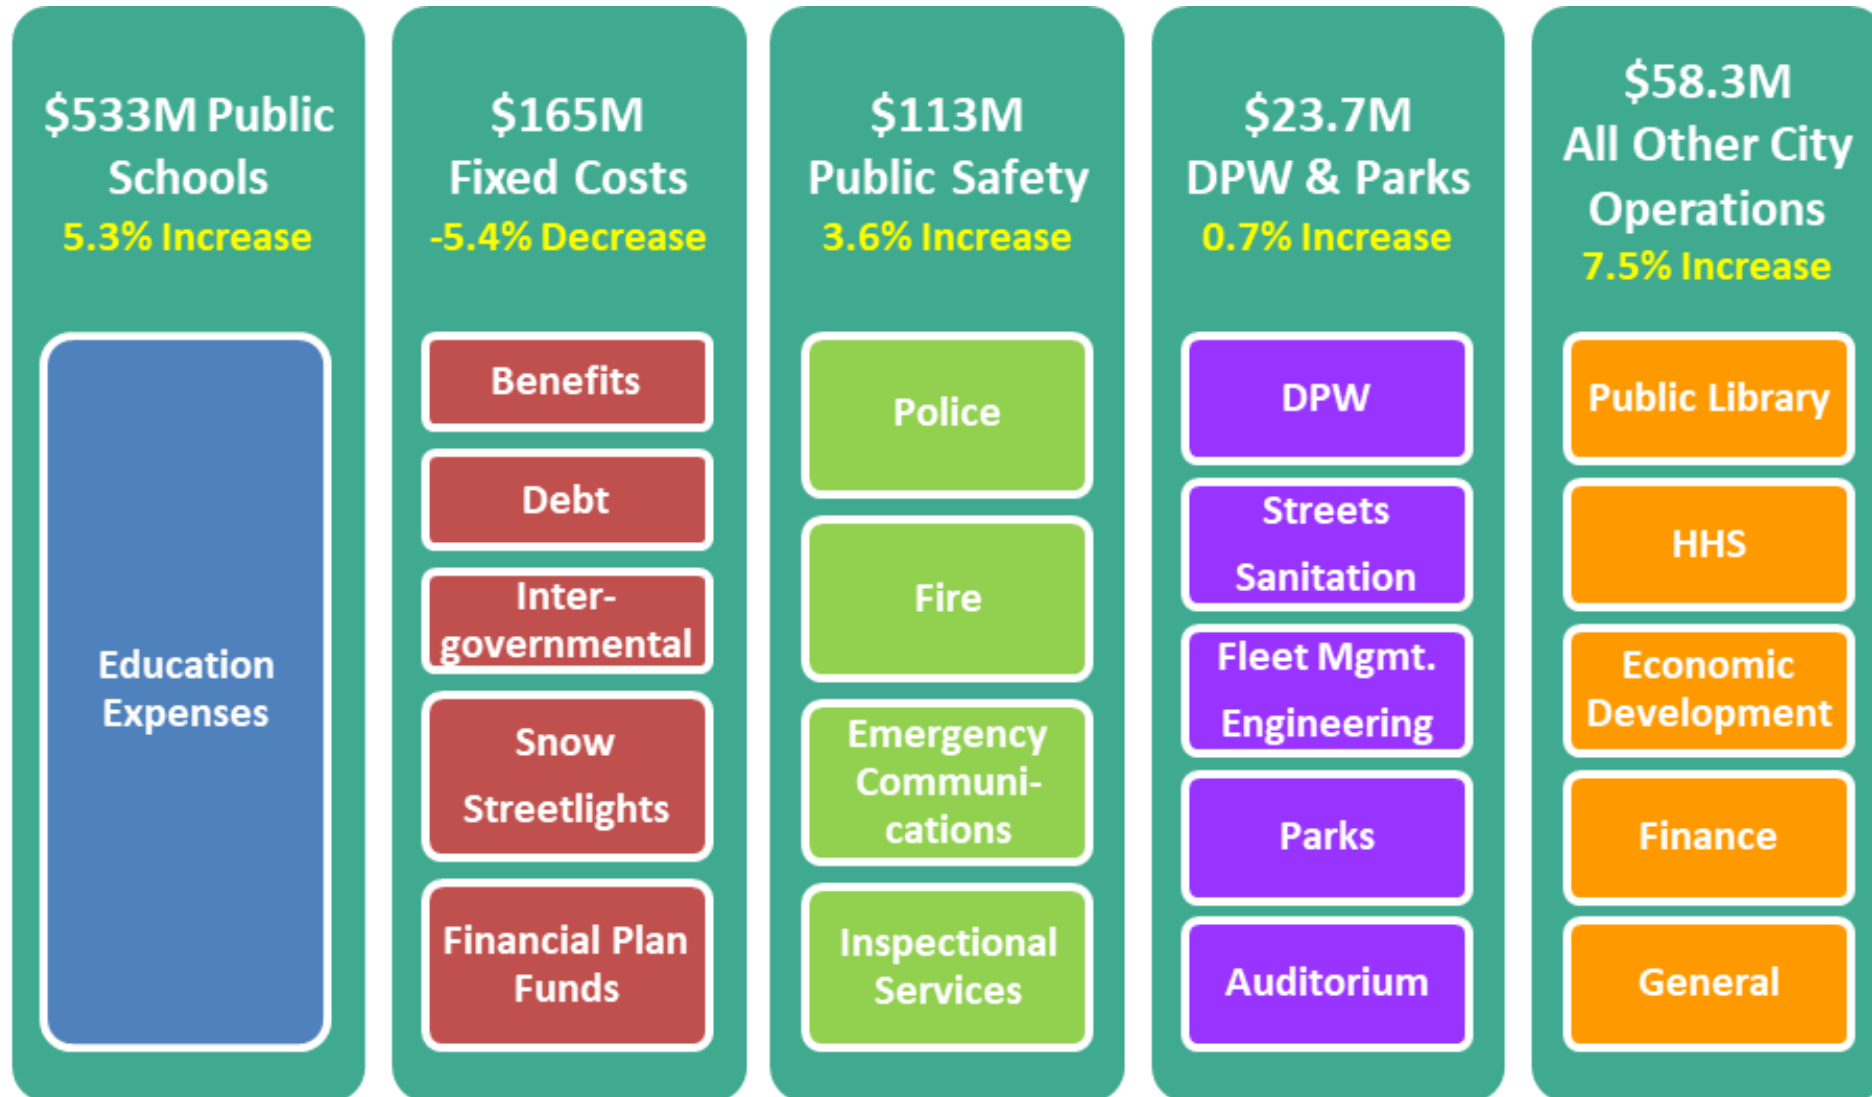 $533M Public
Schools
5.3% Increase
Education
Expenses
$165M
Fixed Costs
-5.4% Decrease
Benefits
Debt
Inter-
governmental
Snow
Streetlights
Financial Plan
Funds
$113M
Public Safety
3.6% Increase
Police
Fire
Emergency
Communi-
cations
Inspectional
Services
$23.7M
DPW & Parks
0.7% Increase
DPW
Streets
Sanitation
Fleet Mgmt.
Engineering
Parks
Auditorium
$58.3M
All Other City
Operations
7.5% Increase
Public Library
HHS
Economic
Development
Finance
General